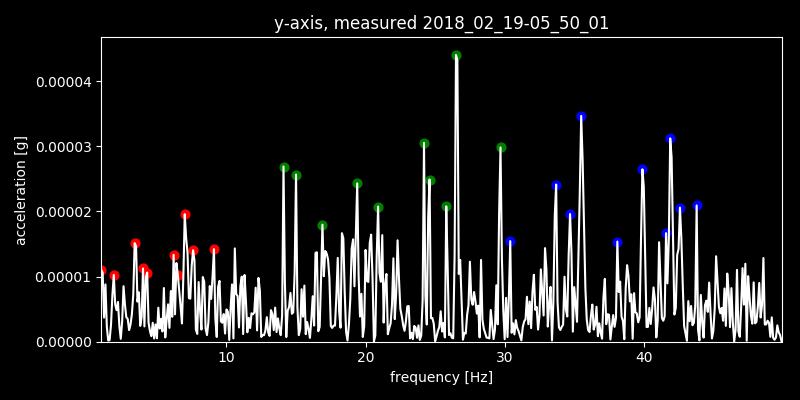 y-axis, measured 2018_02_19-05_50_01
acceleration [g]
0.00004
0.00003
0.00002
0.00001
0.00000
10 20 30 40
frequency [Hz]